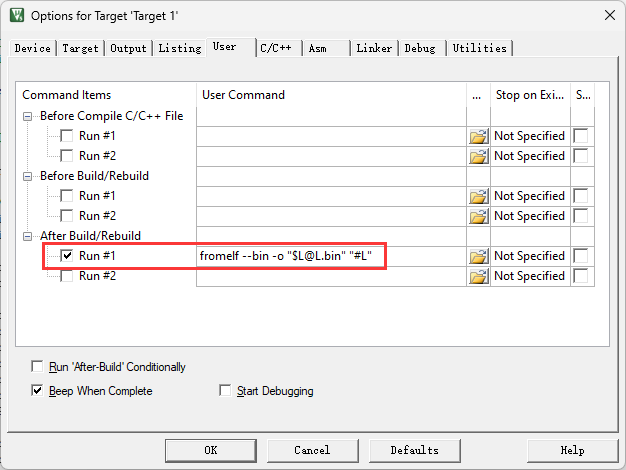 Options for Target 'Target 1'
Device Target Output Listing User C/C++ Asm Linker Debug Utilities
Command Items User Command ... Stop on Exi... S...
Before Compile C/C++ File
Run #1 Not Specified
Run #2 Not Specified
Before Build/Rebuild
Run #1 Not Specified
Run #2 Not Specified
After Build/Rebuild
Run #1 fromelf --bin -o "$L@L.bin" "#L" Not Specified
Run #2 Not Specified
Run 'After-Build' Conditionally
Beep When Complete Start Debugging
OK Cancel Defaults Help